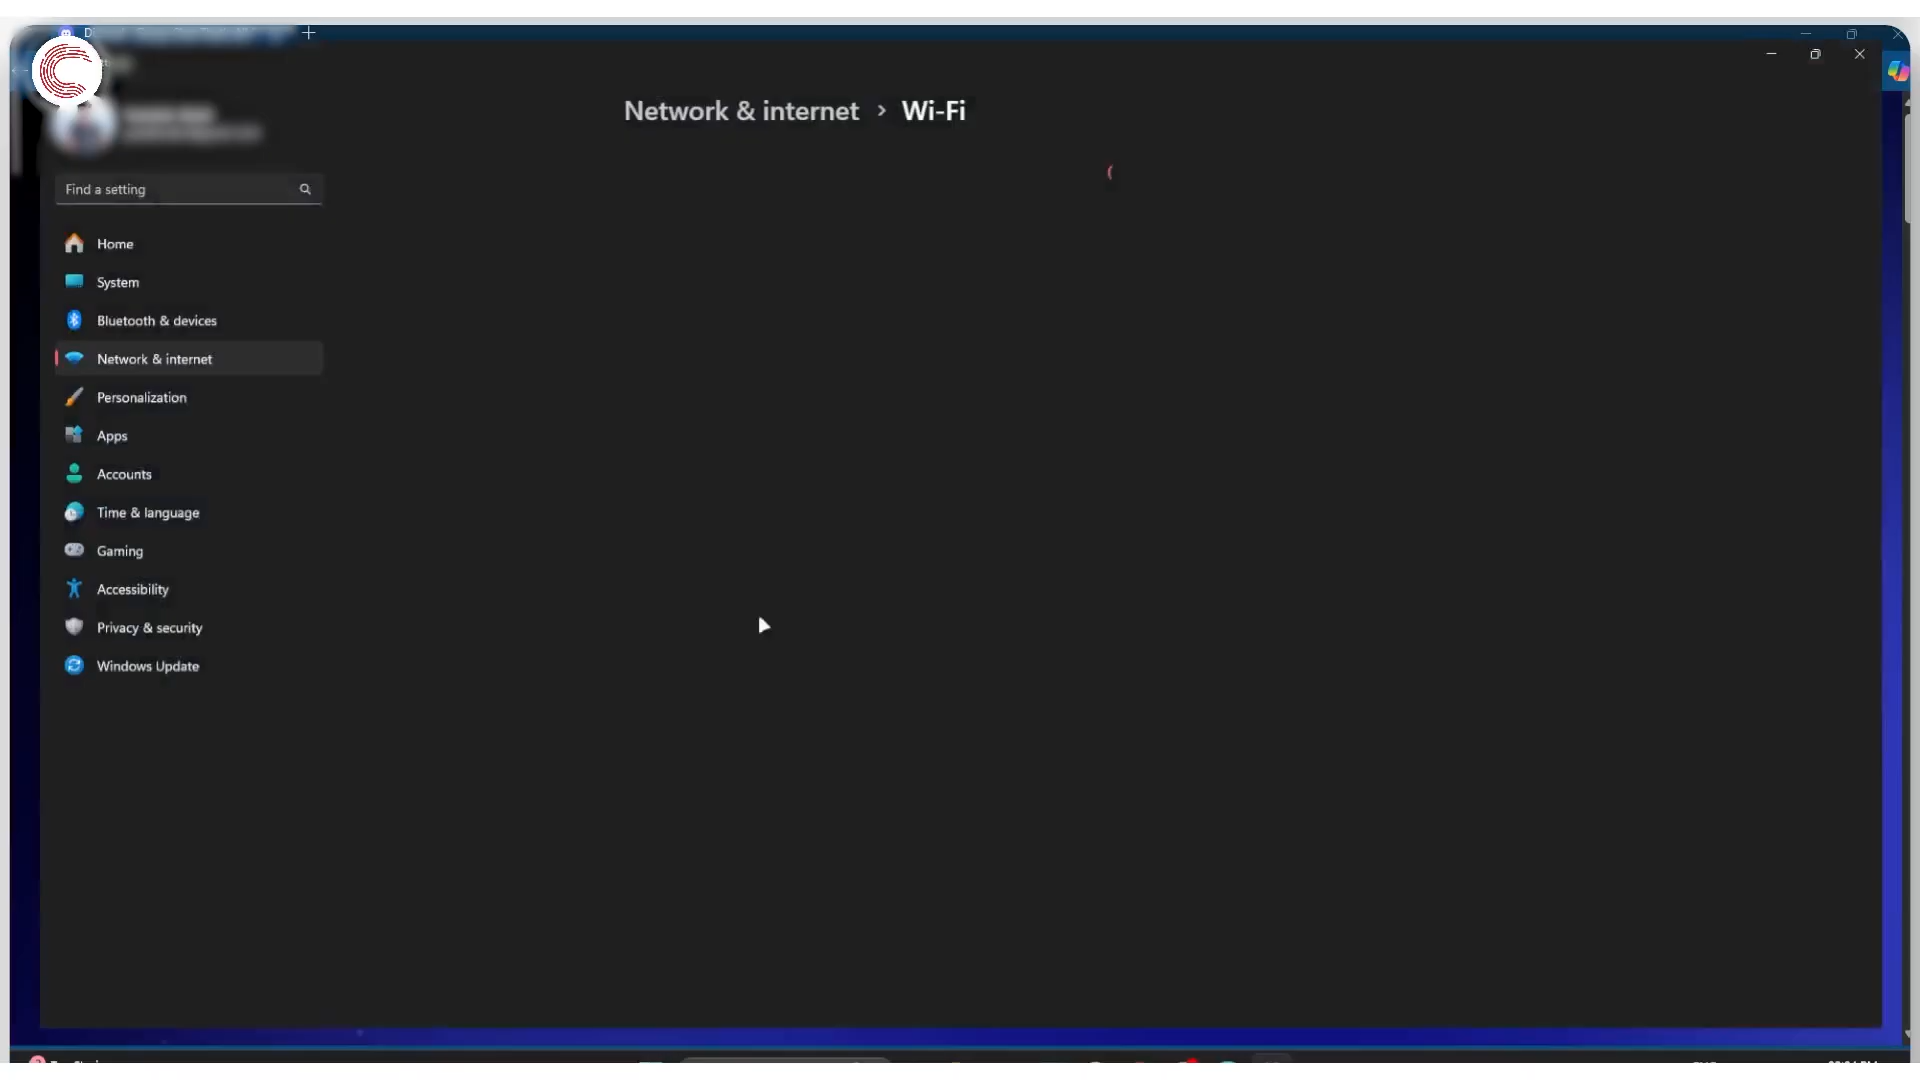 Network & internet > Wi-Fi
Find a setting
Home
System
Bluetooth & devices
Network & internet
Personalization
Apps
Accounts
Time & language
Gaming
Accessibility
Privacy & security
Windows Update